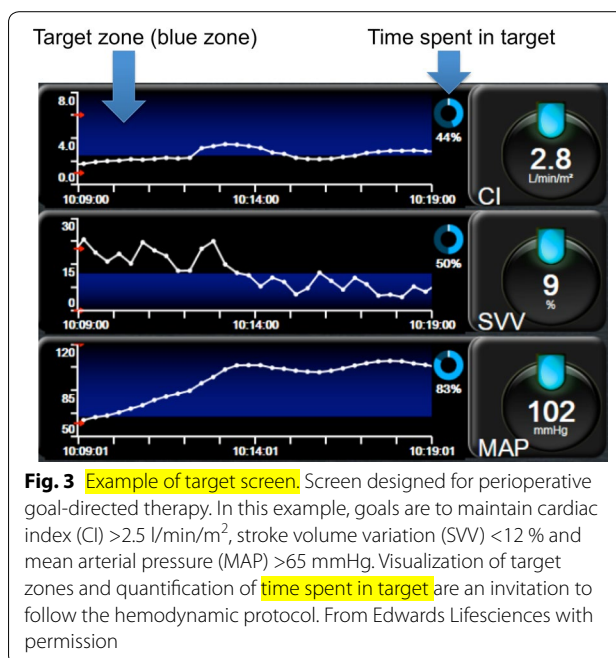 Target zone (blue zone)
Time spent in target
8.0
4.0
0.0
10:09:00
10:14:00
10:19:00
44%
2.8
L/min/m²
CI
30
15
0
10:09:00
10:14:00
10:19:00
50%
9
%
SVV
120
85
50
10:09:01
10:14:01
10:19:01
83%
102
mmHg
MAP
Fig. 3 Example of target screen. Screen designed for perioperative
goal-directed therapy. In this example, goals are to maintain cardiac
index (CI) >2.5 l/min/m², stroke volume variation (SVV) <12 % and
mean arterial pressure (MAP) >65 mmHg. Visualization of target
zones and quantification of time spent in target are an invitation to
follow the hemodynamic protocol. From Edwards Lifesciences with
permission